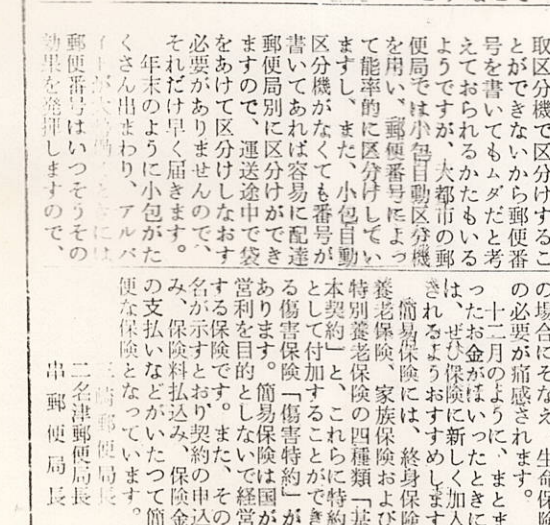 取区分機で区分けするこ
とができないから郵便番
号を書いてもムダだと考
えておられるかたもいる
ようですが、大都市の郵
便局では小包自動区分機
を用い、郵便番号によっ
て能率的に区分けしてい
ますし、また、小包自動
区分機がなくても番号が
書いてあれば容易に配達
郵便局別に区分けができ
ますので、運送途中で袋
をあけて区分けしなおす
必要がありませんので、
それだけ早く届きます。
年末のように小包がた
くさん出まわり、アルバ
郵便番号はいつそうその
効果を発揮しますので、
の場合にそなえ、生命保険
の必要が痛感されます。
十二月のように、まとま
ったお金がはいったときに
は、ぜひ保険に新しく加入
されるようおすすめします
簡易保険には、終身保険
養老保険、家族保険および
特別養老保険の四種類「基
本契約」と、これらに特約
として付加することができ
る傷害保険「傷害特約」が
あります。簡易保険は国が
営利を目的としないで経営
する保険です。また、その
名が示すとおり契約の申込
み、保険料払込み、保険金
の支払いなどがいたつて簡
便な保険となっています。
崎郵便局長
二名津郵便局長
串郵便局長